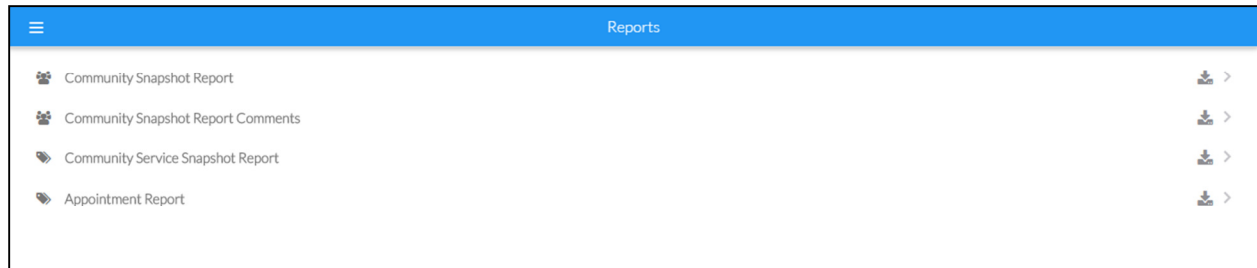 Reports
Community Snapshot Report
Community Snapshot Report Comments
Community Service Snapshot Report
Appointment Report